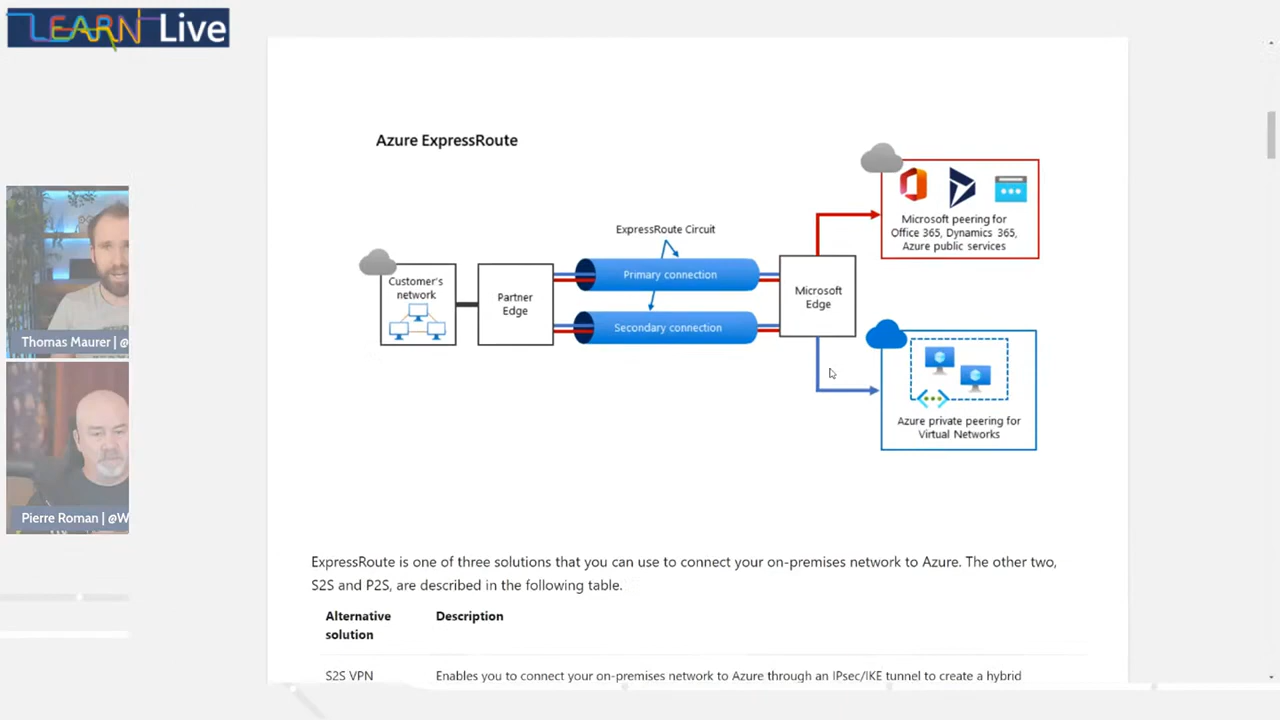 LEARN Live
Azure ExpressRoute
Microsoft peering for
Office 365, Dynamics 365,
Azure public services
ExpressRoute Circuit
Customer's
network
Partner
Edge
Primary connection
Secondary connection
Microsoft
Edge
Azure private peering for
Virtual Networks
Thomas Maurer | @
Pierre Roman | @W
ExpressRoute is one of three solutions that you can use to connect your on-premises network to Azure. The other two,
S2S and P2S, are described in the following table.
Alternative
solution
Description
S2S VPN
Enables you to connect your on-premises network to Azure through an IPsec/IKE tunnel to create a hybrid